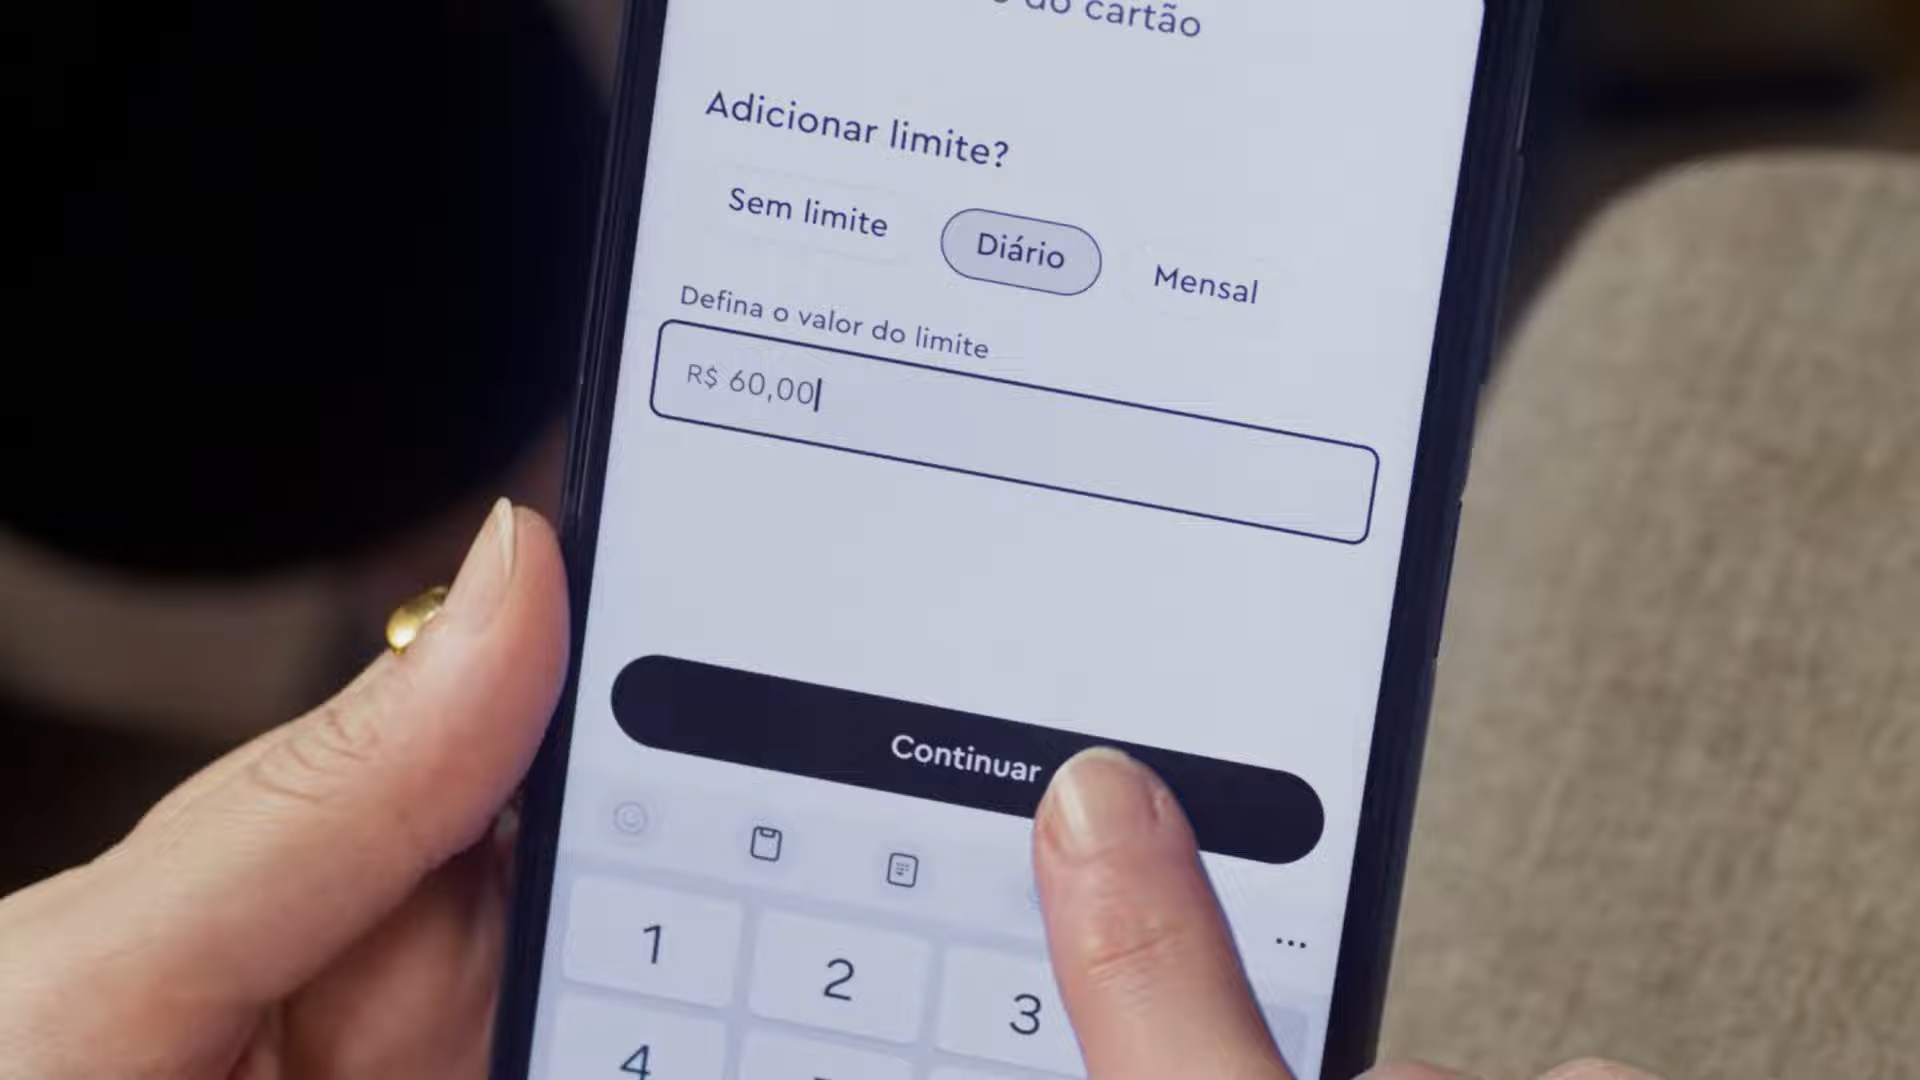 do cartão
Adicionar limite?
Sem limite
Diário
Mensal
Defina o valor do limite
R$ 60,00
Continuar
1
2
3
4